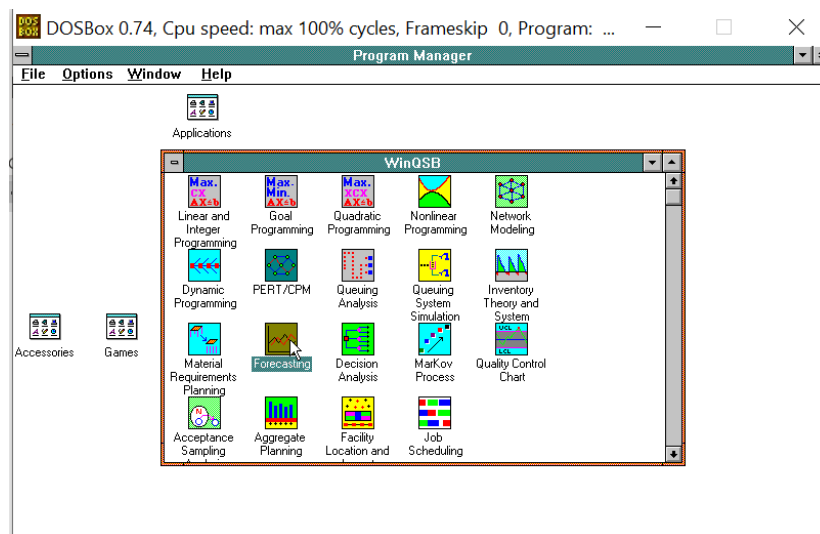 DOSBox 0.74, Cpu speed: max 100% cycles, Frameskip 0, Program: ...
Program Manager
File Options Window Help
Applications
WinQSB
Max. CX AX≤b
Max. Min. AX≤b
Max. XCX AX≤b
Linear and Integer Programming
Goal Programming
Quadratic Programming
Nonlinear Programming
Network Modeling
Dynamic Programming
PERT/CPM
Queuing Analysis
Queuing System Simulation
Inventory Theory and System
Accessories
Games
UCL
LCL
Material Requirements Planning
Forecasting
Decision Analysis
MarKov Process
Quality Control Chart
N
Acceptance Sampling
Aggregate Planning
Facility Location and
Job Scheduling